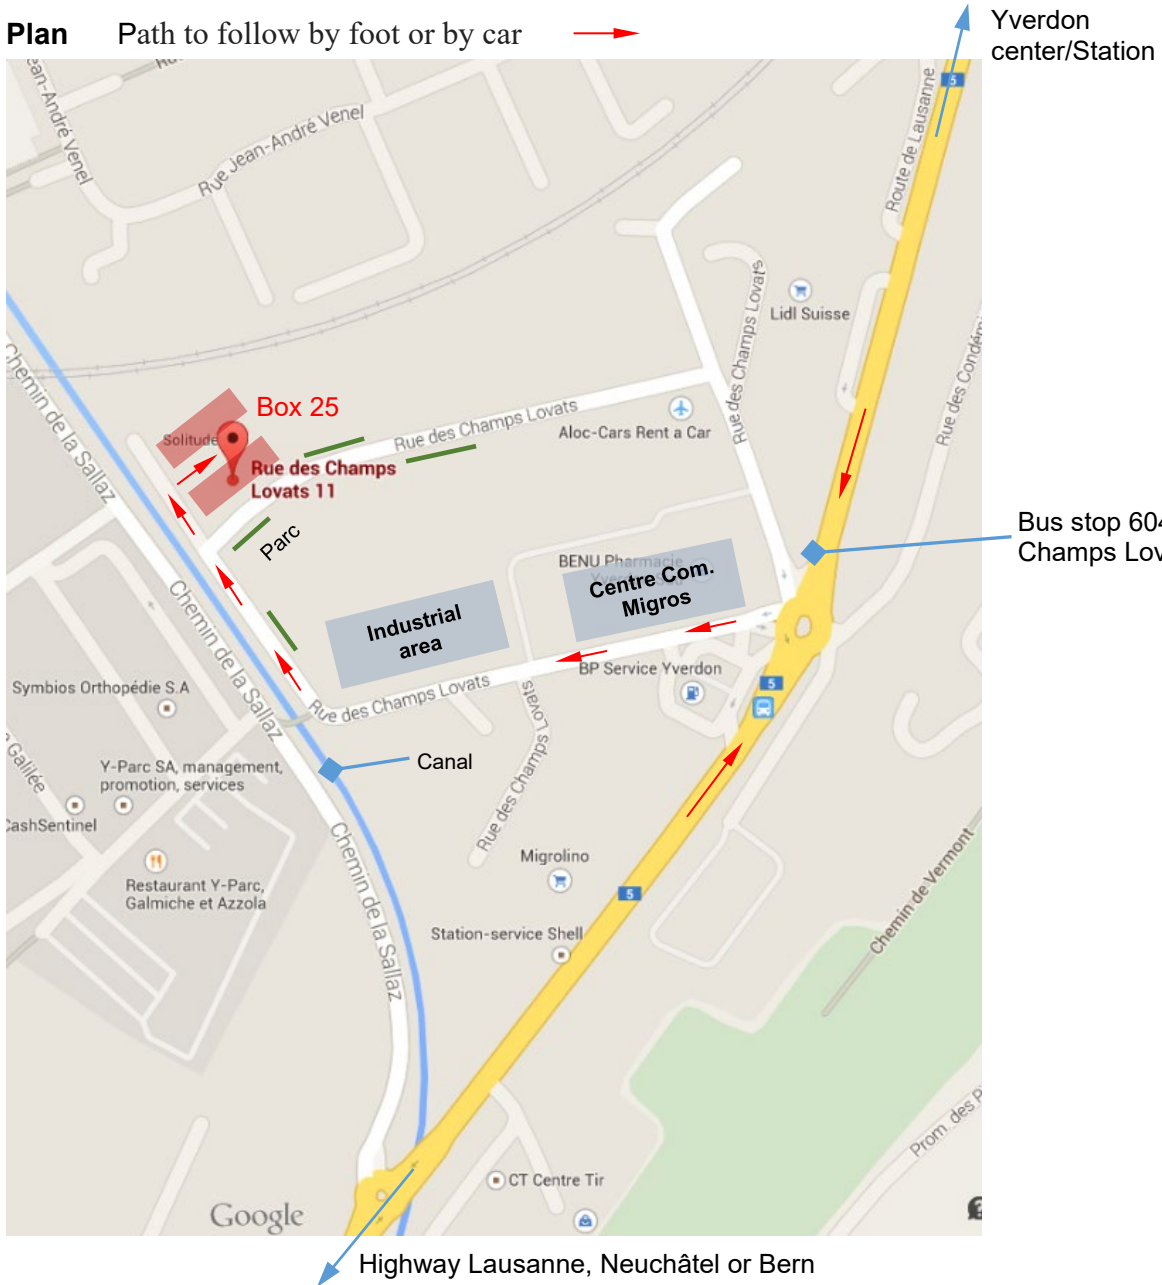 Plan Path to follow by foot or by car
Yverdon
center/Station
5
Route de Lausanne
Jean-André Venel
Rue Jean-André Venel
Rue des Champs Lovats
Lidl Suisse
Rue des Condém
Chemin de la Sallaz
Box 25
Solitude
Rue des Champs Lovats
Aloc-Cars Rent a Car
Rue des Champs
Lovats 11
Parc
Bus stop 604
Champs Lov
BENU Pharmacie
Centre Com.
Migros
Industrial
area
Chemin de la Sallaz
BP Service Yverdon
5
Rue des Champs Lovats
Symbios Orthopédie S.A
Galilée
Canal
Rue des Champs Lovats
Y-Parc SA, management,
promotion, services
CashSentinel
Chemin de la Sallaz
Migrolino
Restaurant Y-Parc,
Galmiche et Azzola
5
Chemin de Vermont
Station-service Shell
Prom. des P
CT Centre Tir
Google
Highway Lausanne, Neuchâtel or Bern